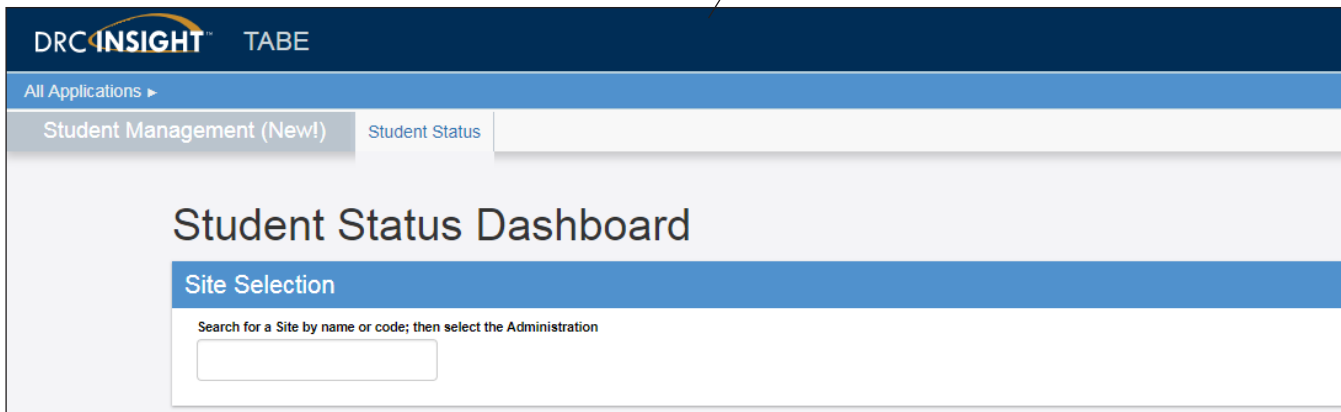 DRC INSIGHT™ TABE
All Applications ►
Student Management (New!) Student Status
Student Status Dashboard
Site Selection
Search for a Site by name or code; then select the Administration